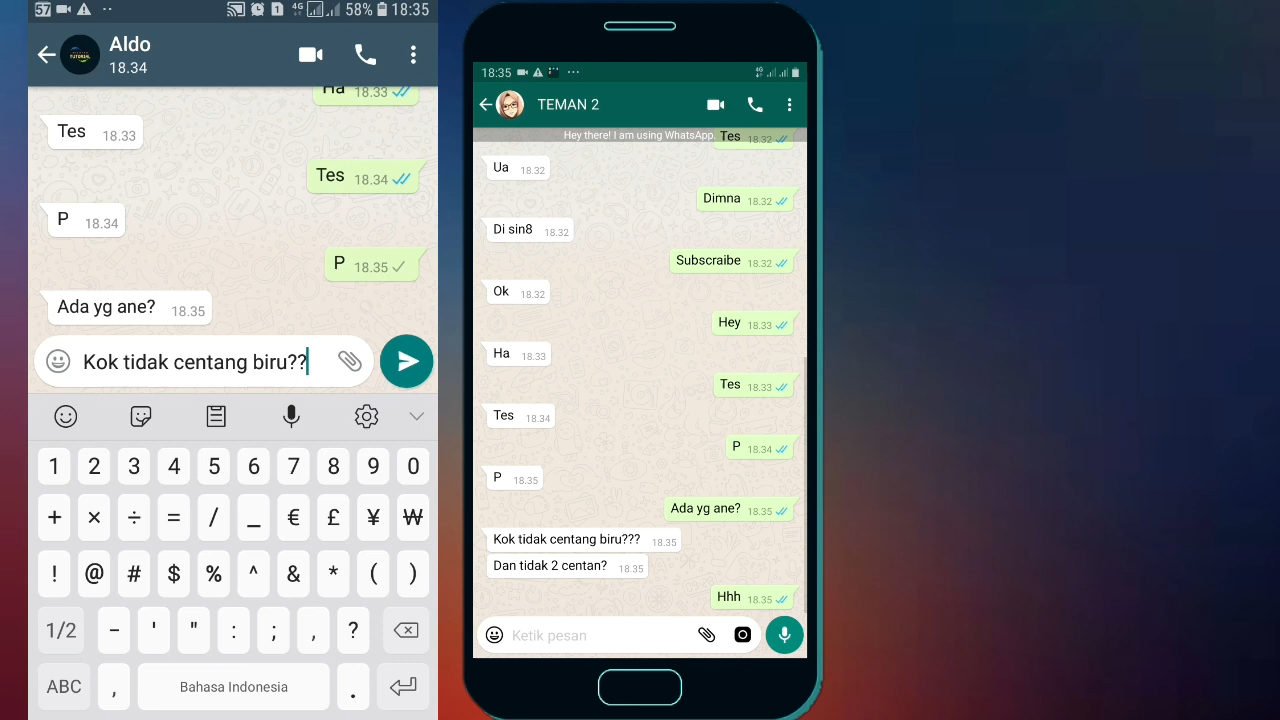 57 4G 1 58% 18:35
Aldo
18.34
Ha 18.33
Tes 18.33
Tes 18.34
P 18.34
P 18.35
Ada yg ane? 18.35
Kok tidak centang biru??
1 2 3 4 5 6 7 8 9 0
+ × ÷ = / _ € £ ¥ ₩
! @ # $ % ^ & * ( )
1/2 - ' " : ; , ?
ABC , Bahasa Indonesia .
18:35 4G
TEMAN 2
Hey there! I am using WhatsApp.
Tes 18.32
Ua 18.32
Dimna 18.32
Di sin8 18.32
Subscraibe 18.32
Ok 18.32
Hey 18.33
Ha 18.33
Tes 18.33
Tes 18.34
P 18.34
P 18.35
Ada yg ane? 18.35
Kok tidak centang biru??? 18.35
Dan tidak 2 centan? 18.35
Hhh 18.35
Ketik pesan